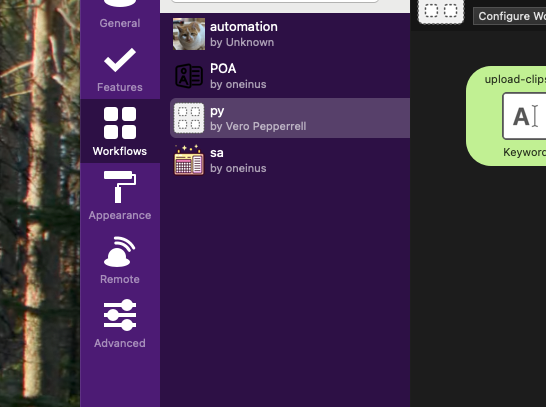 General
Features
Workflows
Appearance
Remote
Advanced
automation
by Unknown
POA
by oneinus
py
by Vero Pepperrell
sa
by oneinus
Configure Wo
upload-clips
A
Keyword